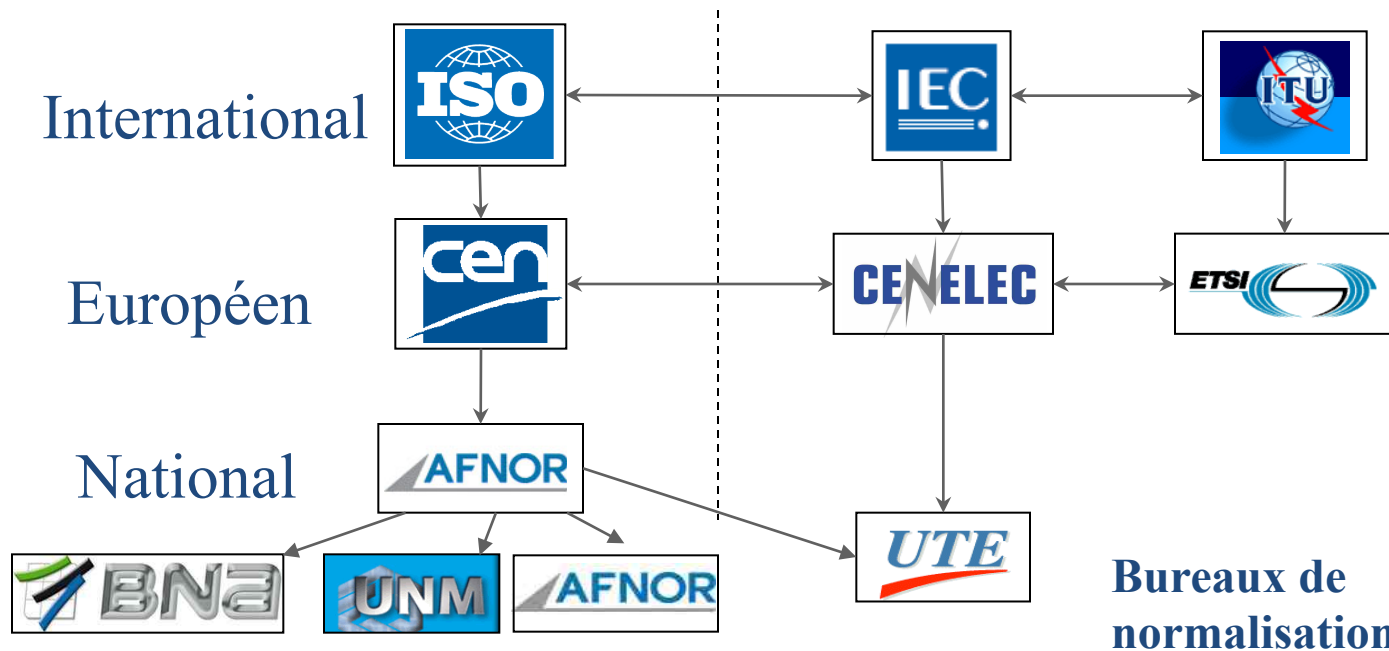 International
ISO
IEC
ITU
Européen
cen
CENELEC
ETSI
National
AFNOR
BNa
UNM
AFNOR
UTE
Bureaux de
normalisation